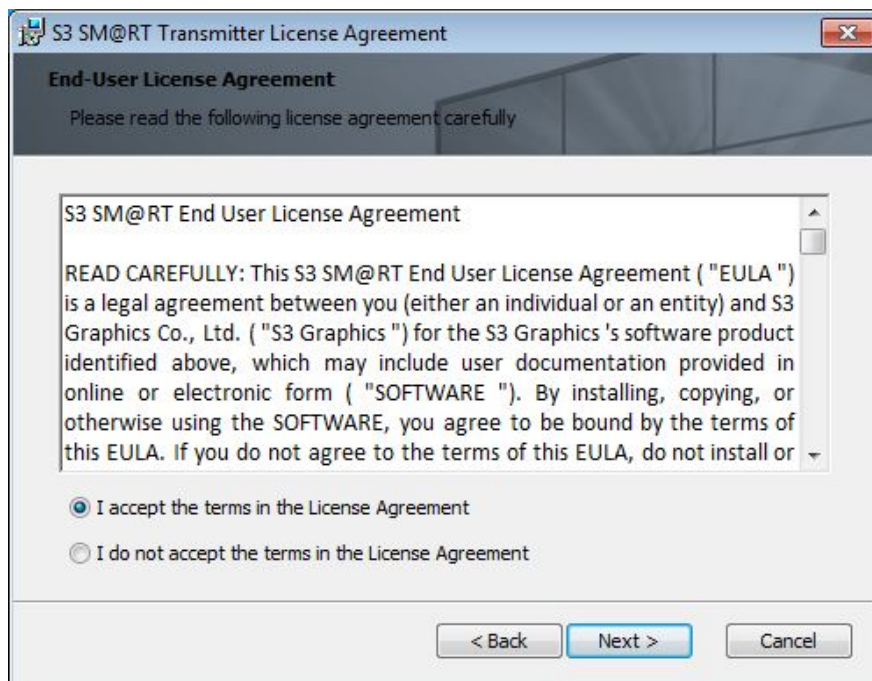 S3 SM@RT Transmitter License Agreement
End-User License Agreement
Please read the following license agreement carefully
S3 SM@RT End User License Agreement
READ CAREFULLY: This S3 SM@RT End User License Agreement ( "EULA ")
is a legal agreement between you (either an individual or an entity) and S3
Graphics Co., Ltd. ( "S3 Graphics ") for the S3 Graphics 's software product
identified above, which may include user documentation provided in
online or electronic form ( "SOFTWARE "). By installing, copying, or
otherwise using the SOFTWARE, you agree to be bound by the terms of
this EULA. If you do not agree to the terms of this EULA, do not install or
I accept the terms in the License Agreement
I do not accept the terms in the License Agreement
< Back Next > Cancel